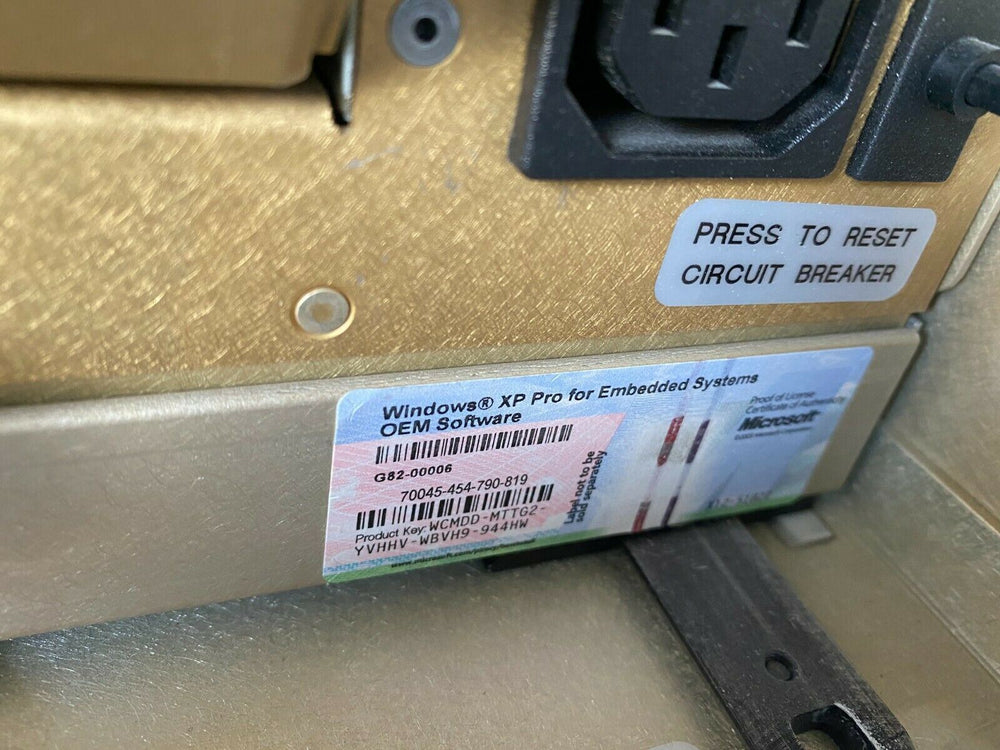 PRESS TO RESET
CIRCUIT BREAKER
Windows® XP Pro for Embedded Systems
OEM Software
G82-00006
70045-454-790-819
Product Key: WCMDD-MTTG2-
YVHHV-WBVH9-944HW
Label not to be
sold separately
Proof of License
Certificate of Authenticity
Microsoft